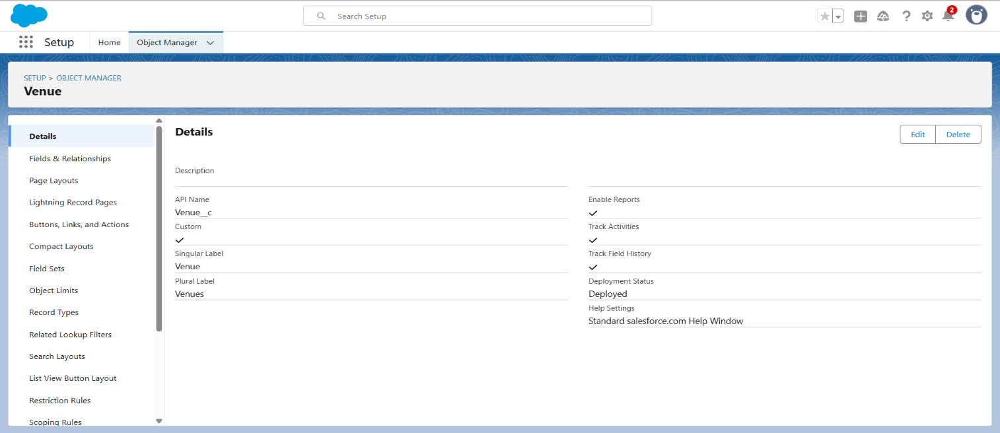 Search Setup
2
Setup
Home
Object Manager
SETUP > OBJECT MANAGER
Venue
Details
Fields & Relationships
Page Layouts
Lightning Record Pages
Buttons, Links, and Actions
Compact Layouts
Field Sets
Object Limits
Record Types
Related Lookup Filters
Search Layouts
List View Button Layout
Restriction Rules
Scoping Rules
Details
Edit
Delete
Description
API Name
Venue__c
Custom
Singular Label
Venue
Plural Label
Venues
Enable Reports
Track Activities
Track Field History
Deployment Status
Deployed
Help Settings
Standard salesforce.com Help Window